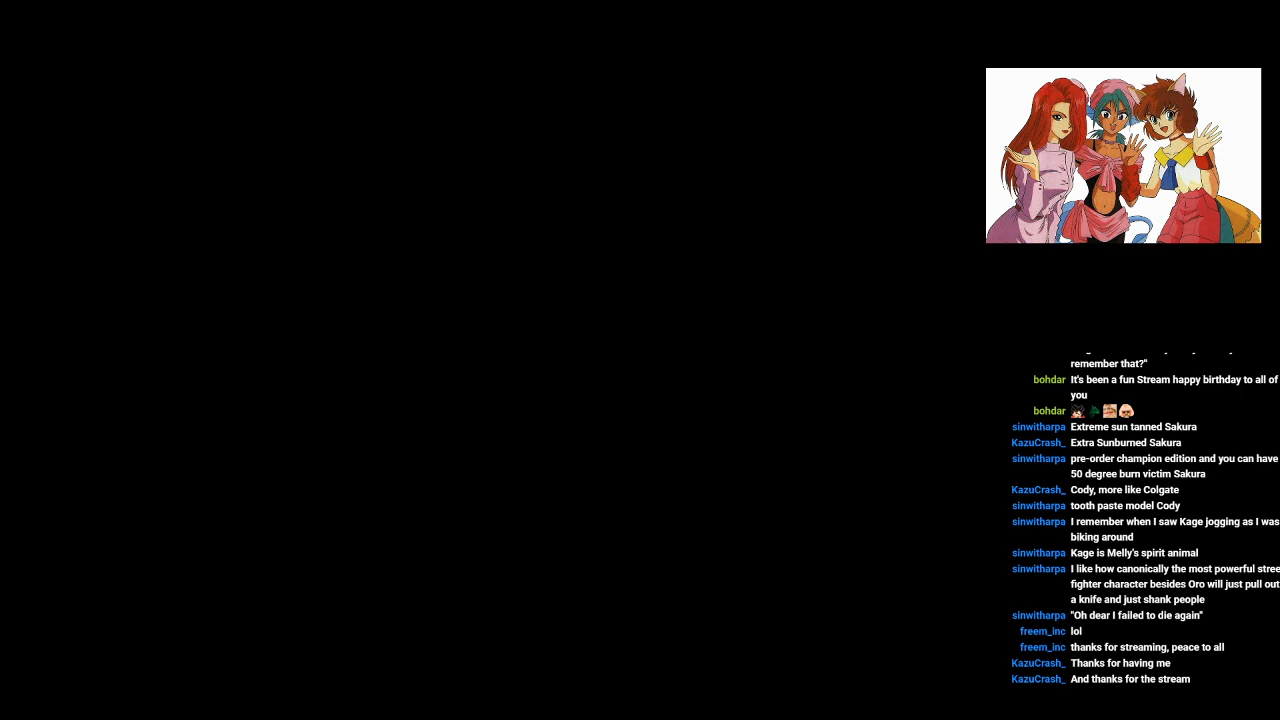 remember that?"
bohdar It's been a fun Stream happy birthday to all of
you
bohdar
sinwitharpa Extreme sun tanned Sakura
KazuCrash_ Extra Sunburned Sakura
sinwitharpa pre-order champion edition and you can have
50 degree burn victim Sakura
KazuCrash_ Cody, more like Colgate
sinwitharpa tooth paste model Cody
sinwitharpa I remember when I saw Kage jogging as I was
biking around
sinwitharpa Kage is Melly's spirit animal
sinwitharpa I like how canonically the most powerful stree
fighter character besides Oro will just pull out
a knife and just shank people
sinwitharpa "Oh dear I failed to die again"
freem_inc lol
freem_inc thanks for streaming, peace to all
KazuCrash_ Thanks for having me
KazuCrash_ And thanks for the stream